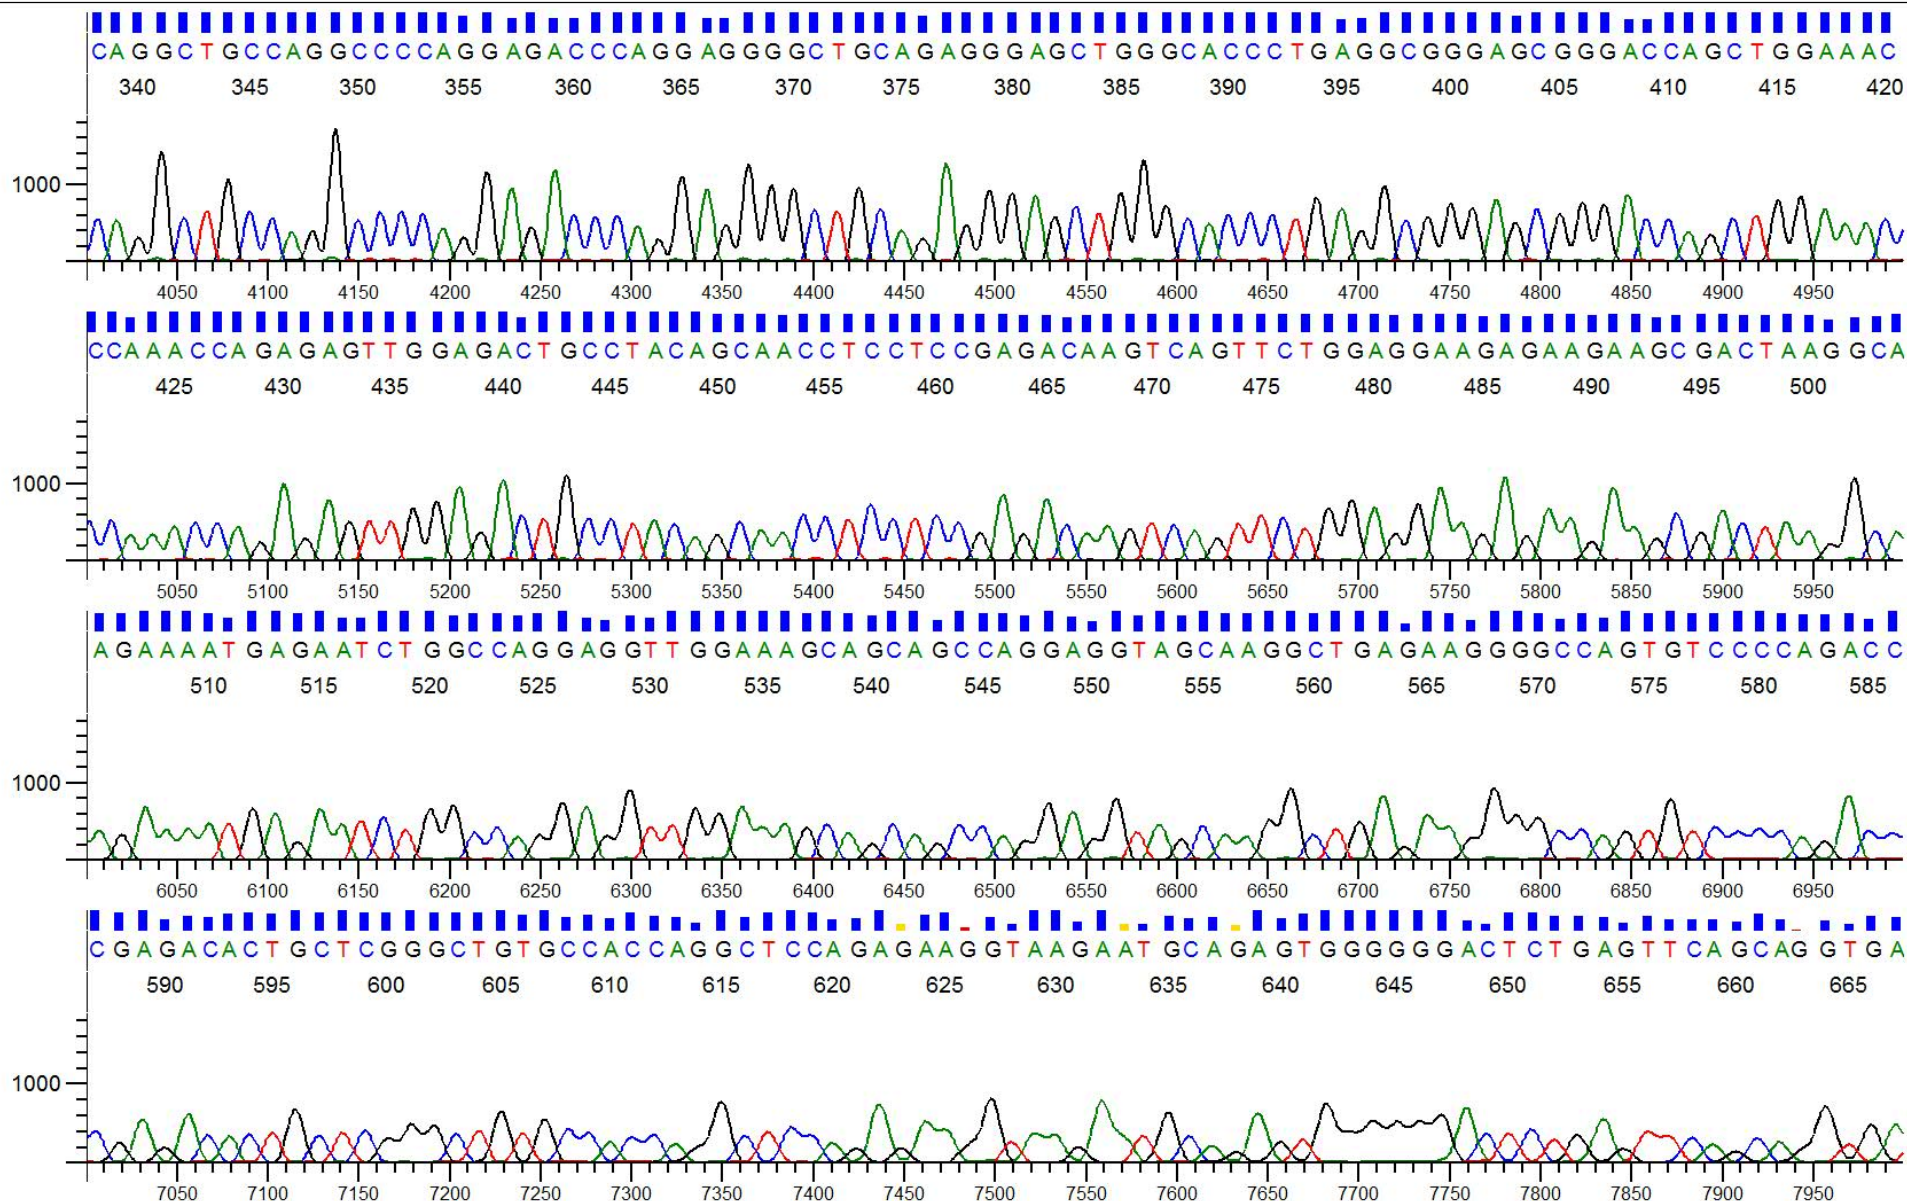 CAGGCTGCCAGGCCCCAGGAGACCCAGGAGGGGCTGCAGAGGGAGCTGGGCACCCTGAGGCGGGAGCGGGACCAGCTGGAAAC
340 345 350 355 360 365 370 375 380 385 390 395 400 405 410 415 420
1000
4050 4100 4150 4200 4250 4300 4350 4400 4450 4500 4550 4600 4650 4700 4750 4800 4850 4900 4950
CCAAACCAGAGAGTTGGAGACTGCCTACAGCAACCTCCTCCGAGACAAGTCAGTTCTGGAGGAAGAGAAGAAGCGACTAAGGCA
425 430 435 440 445 450 455 460 465 470 475 480 485 490 495 500
1000
5050 5100 5150 5200 5250 5300 5350 5400 5450 5500 5550 5600 5650 5700 5750 5800 5850 5900 5950
AGAAAATGAGAATCTGGCCAGGAGGTTGGAAAGCAGCAGCCAGGAGGTAGCAAGGCTGAGAAGGGGCCAGTGTCCCCAGACC
510 515 520 525 530 535 540 545 550 555 560 565 570 575 580 585
1000
6050 6100 6150 6200 6250 6300 6350 6400 6450 6500 6550 6600 6650 6700 6750 6800 6850 6900 6950
CGAGACACTGCTCGGGCTGTGCCACCAGGCTCCAGAGAAGGTAAGAATGCAGAGTGGGGGGACTCTGAGTTCAGCAGGTGA
590 595 600 605 610 615 620 625 630 635 640 645 650 655 660 665
1000
7050 7100 7150 7200 7250 7300 7350 7400 7450 7500 7550 7600 7650 7700 7750 7800 7850 7900 7950